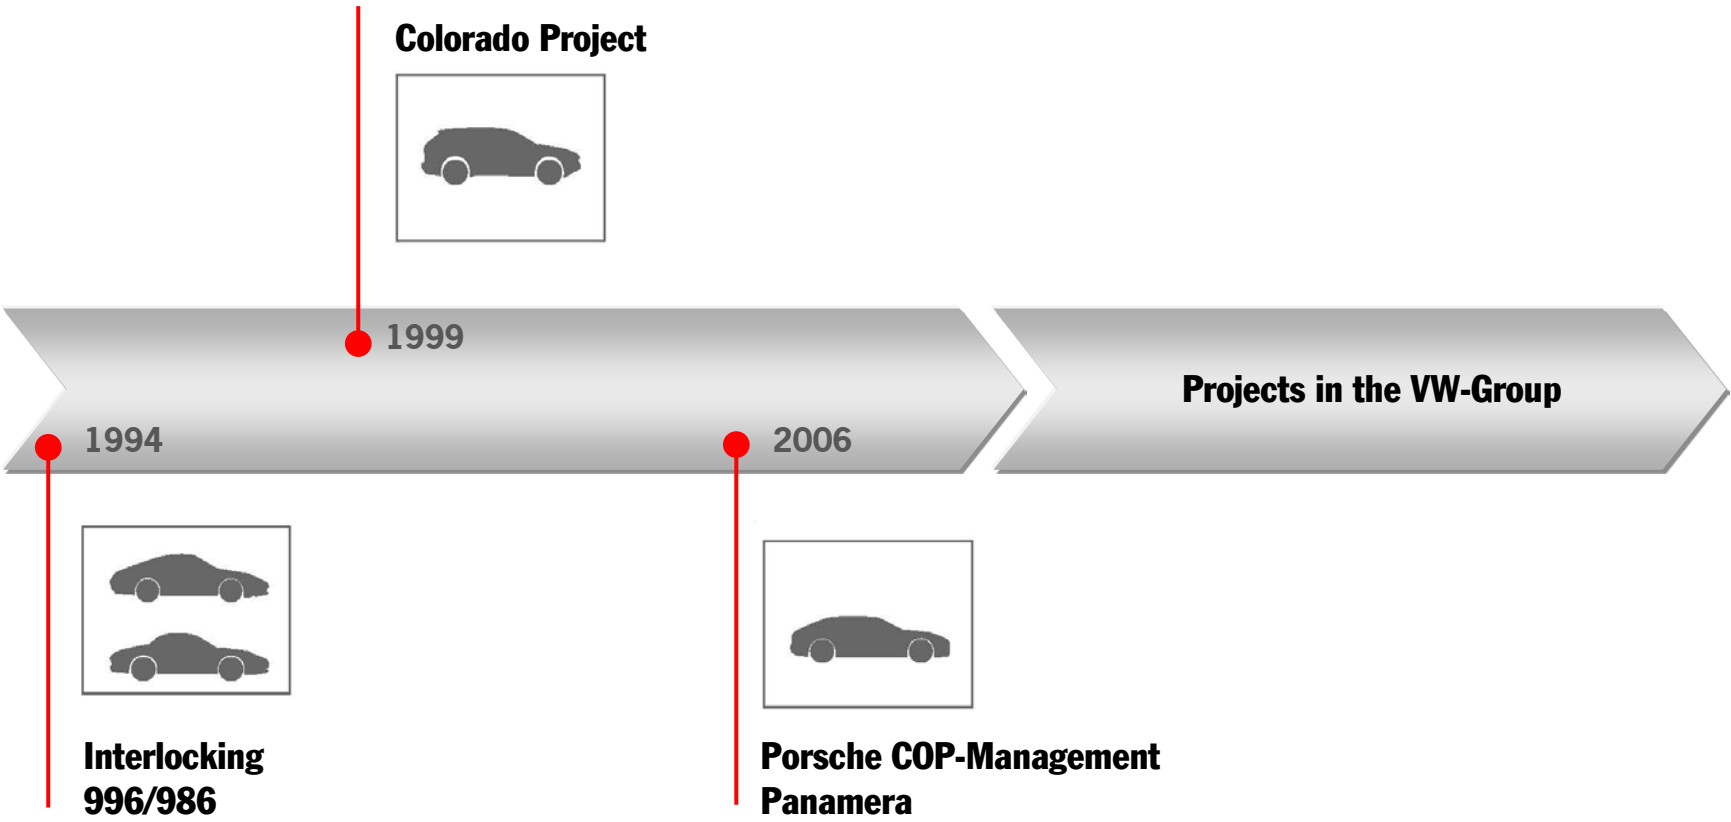 Colorado Project
1999
Projects in the VW-Group
1994
2006
Interlocking
996/986
Porsche COP-Management
Panamera